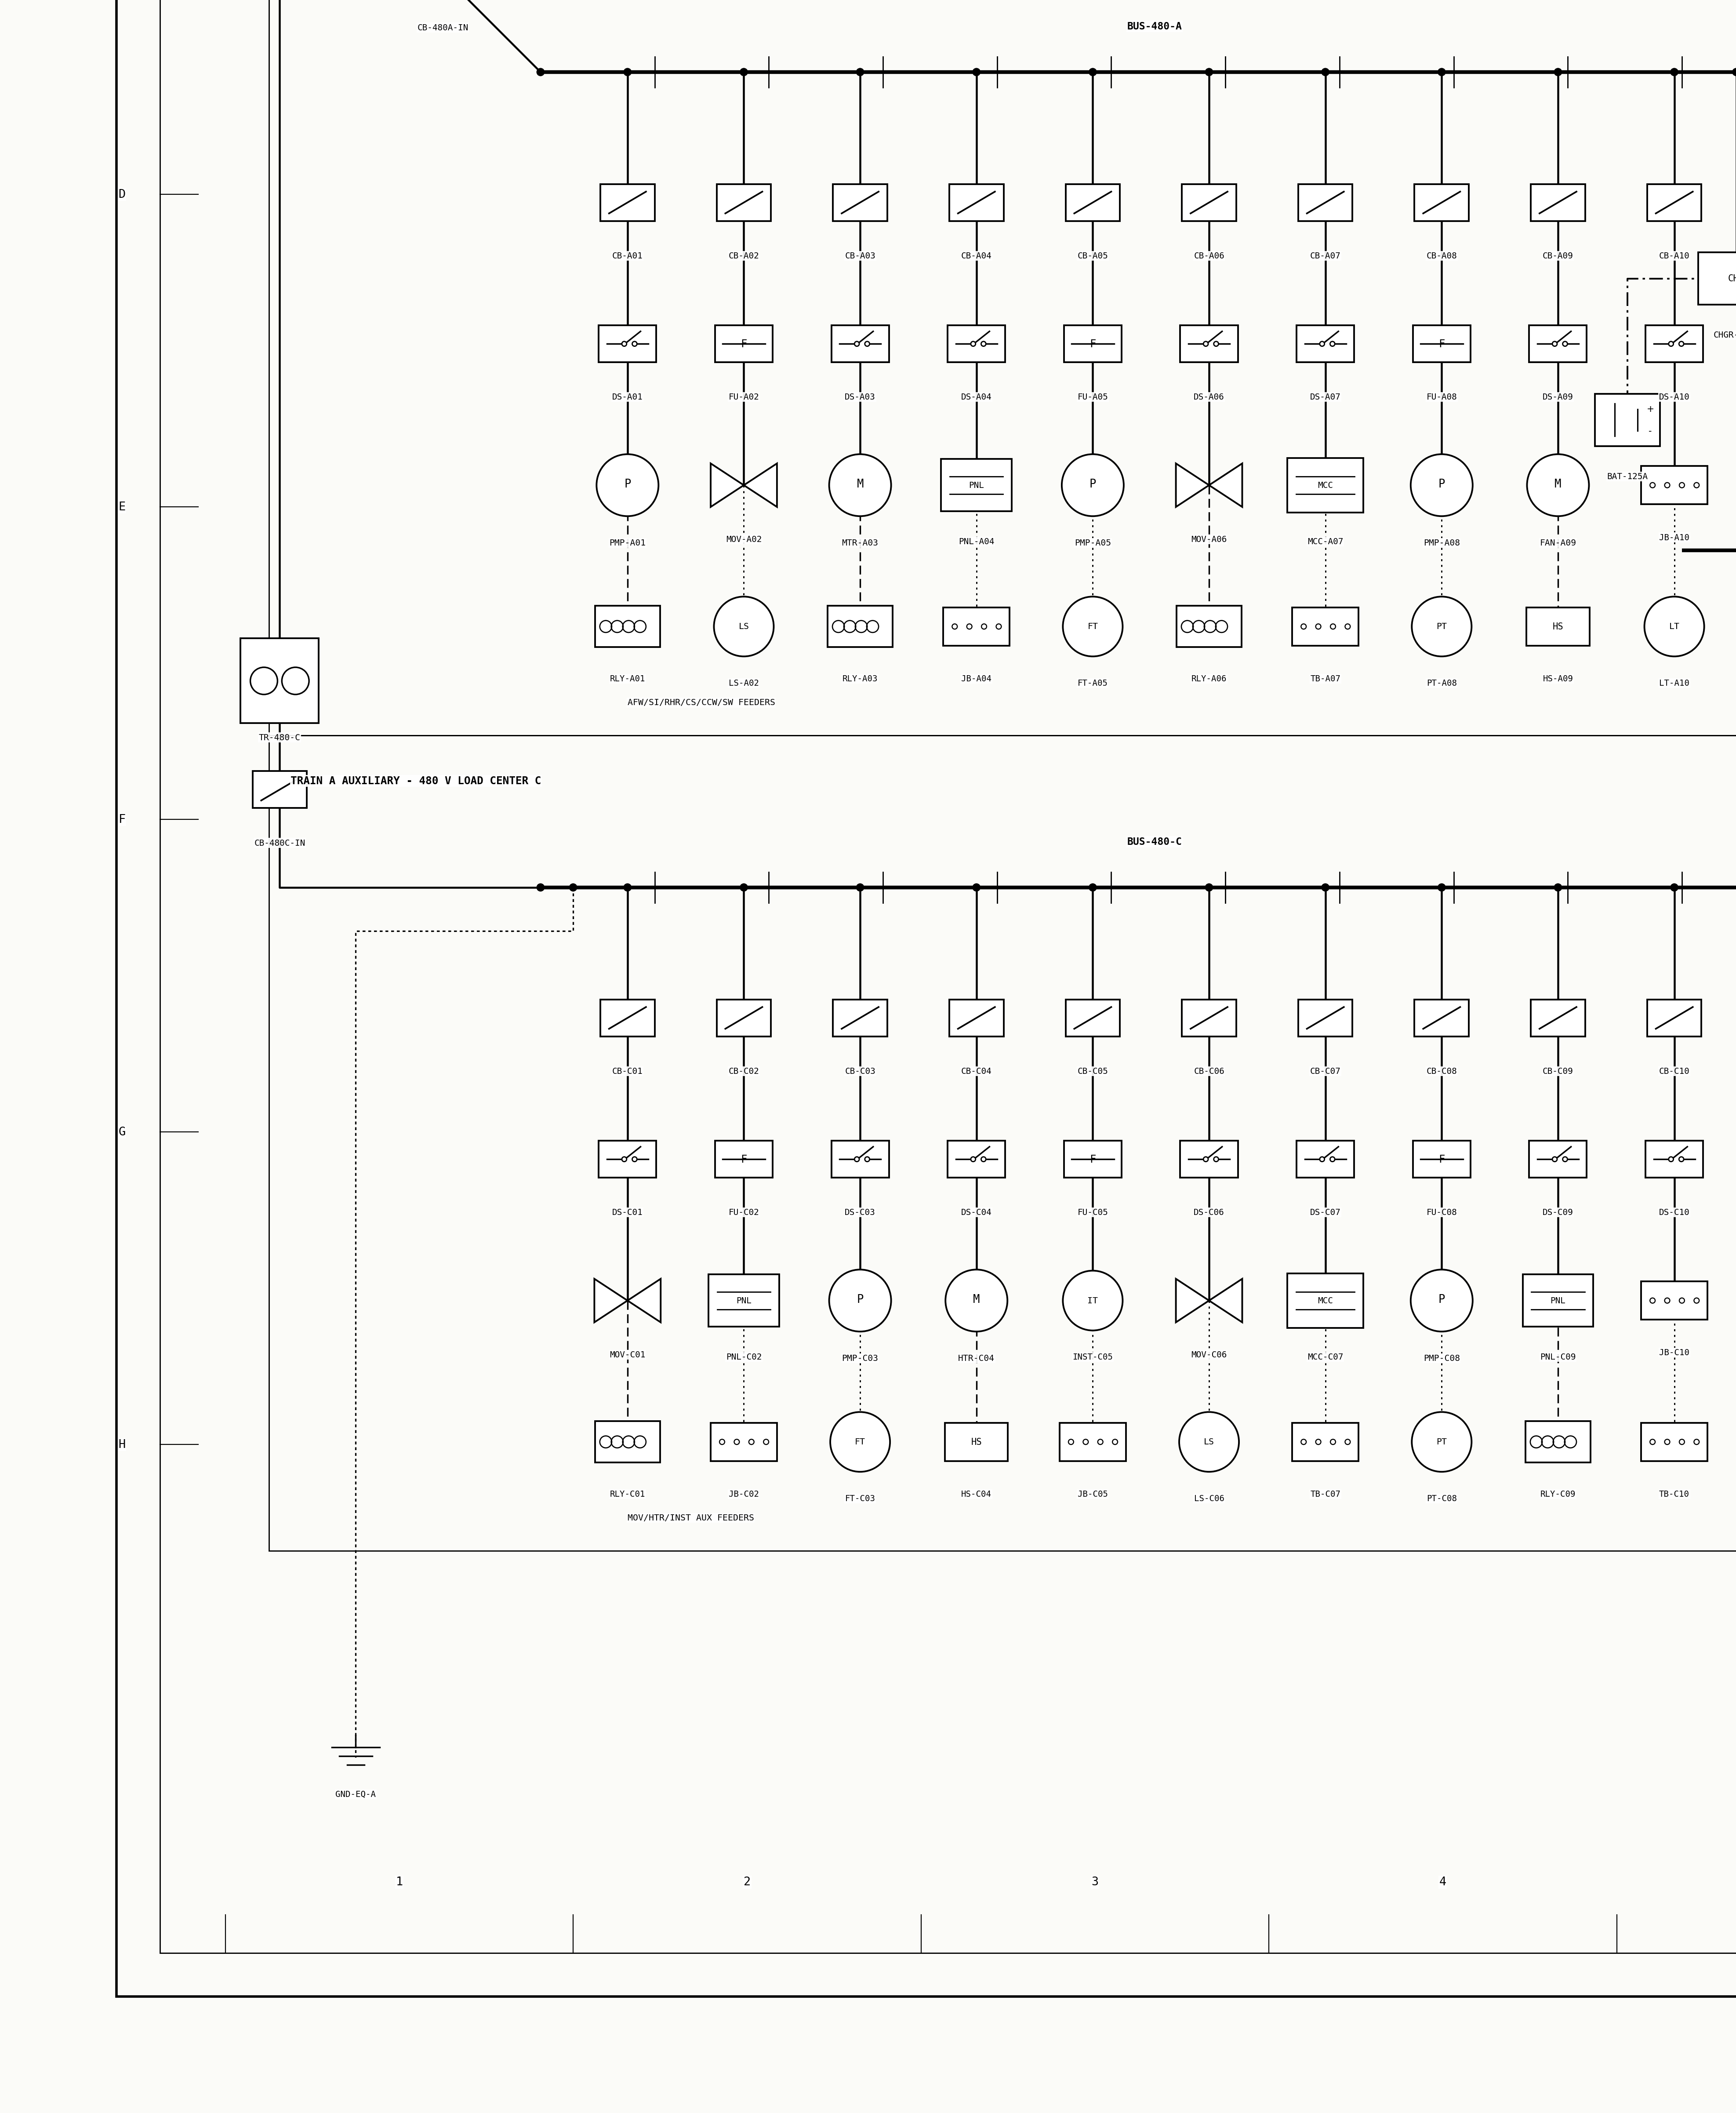 CB-480A-IN
BUS-480-A
D
CB-A01 CB-A02 CB-A03 CB-A04 CB-A05 CB-A06 CB-A07 CB-A08 CB-A09 CB-A10
CH
CHGR-
F F F
DS-A01 FU-A02 DS-A03 DS-A04 FU-A05 DS-A06 DS-A07 FU-A08 DS-A09 DS-A10
+
-
BAT-125A
P M PNL P MCC P M
E
PMP-A01 MOV-A02 MTR-A03 PNL-A04 PMP-A05 MOV-A06 MCC-A07 PMP-A08 FAN-A09 JB-A10
LS FT PT HS LT
RLY-A01 LS-A02 RLY-A03 JB-A04 FT-A05 RLY-A06 TB-A07 PT-A08 HS-A09 LT-A10
AFW/SI/RHR/CS/CCW/SW FEEDERS
TR-480-C
TRAIN A AUXILIARY - 480 V LOAD CENTER C
F
CB-480C-IN
BUS-480-C
CB-C01 CB-C02 CB-C03 CB-C04 CB-C05 CB-C06 CB-C07 CB-C08 CB-C09 CB-C10
G
F F F
DS-C01 FU-C02 DS-C03 DS-C04 FU-C05 DS-C06 DS-C07 FU-C08 DS-C09 DS-C10
PNL P M IT MCC P PNL
MOV-C01 PNL-C02 PMP-C03 HTR-C04 INST-C05 MOV-C06 MCC-C07 PMP-C08 PNL-C09 JB-C10
H
FT HS LS PT
RLY-C01 JB-C02 FT-C03 HS-C04 JB-C05 LS-C06 TB-C07 PT-C08 RLY-C09 TB-C10
MOV/HTR/INST AUX FEEDERS
GND-EQ-A
1 2 3 4